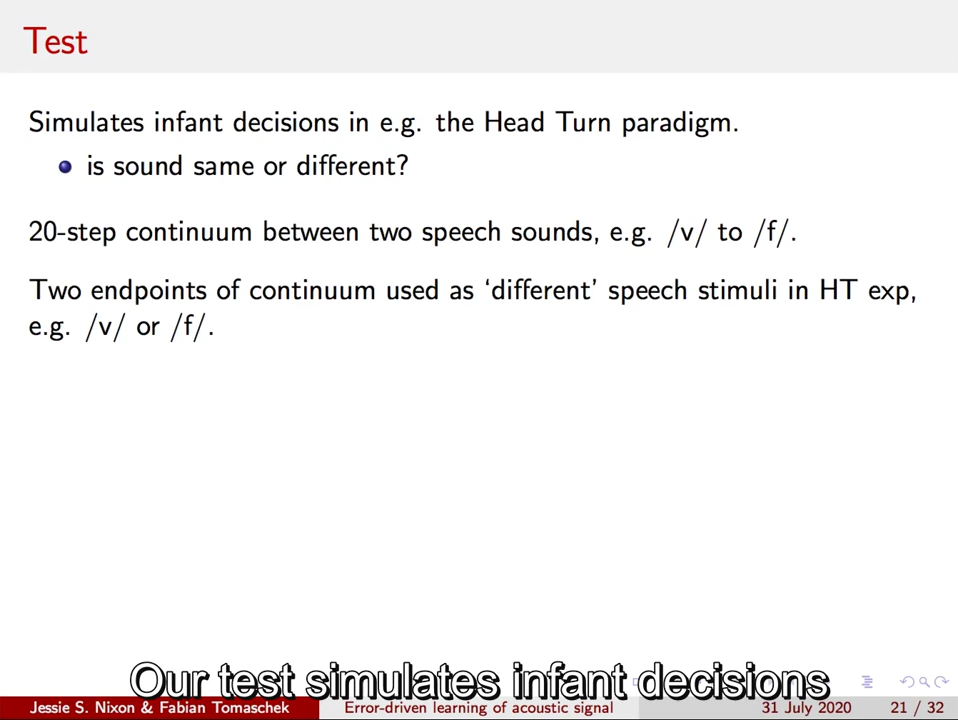 Test
Simulates infant decisions in e.g. the Head Turn paradigm.
is sound same or different?
20-step continuum between two speech sounds, e.g. /v/ to /f/.
Two endpoints of continuum used as ‘different’ speech stimuli in HT exp,
e.g. /v/ or /f/.
Our test simulates infant decisions
Jessie S. Nixon & Fabian Tomaschek Error-driven learning of acoustic signal 31 July 2020 21 / 32